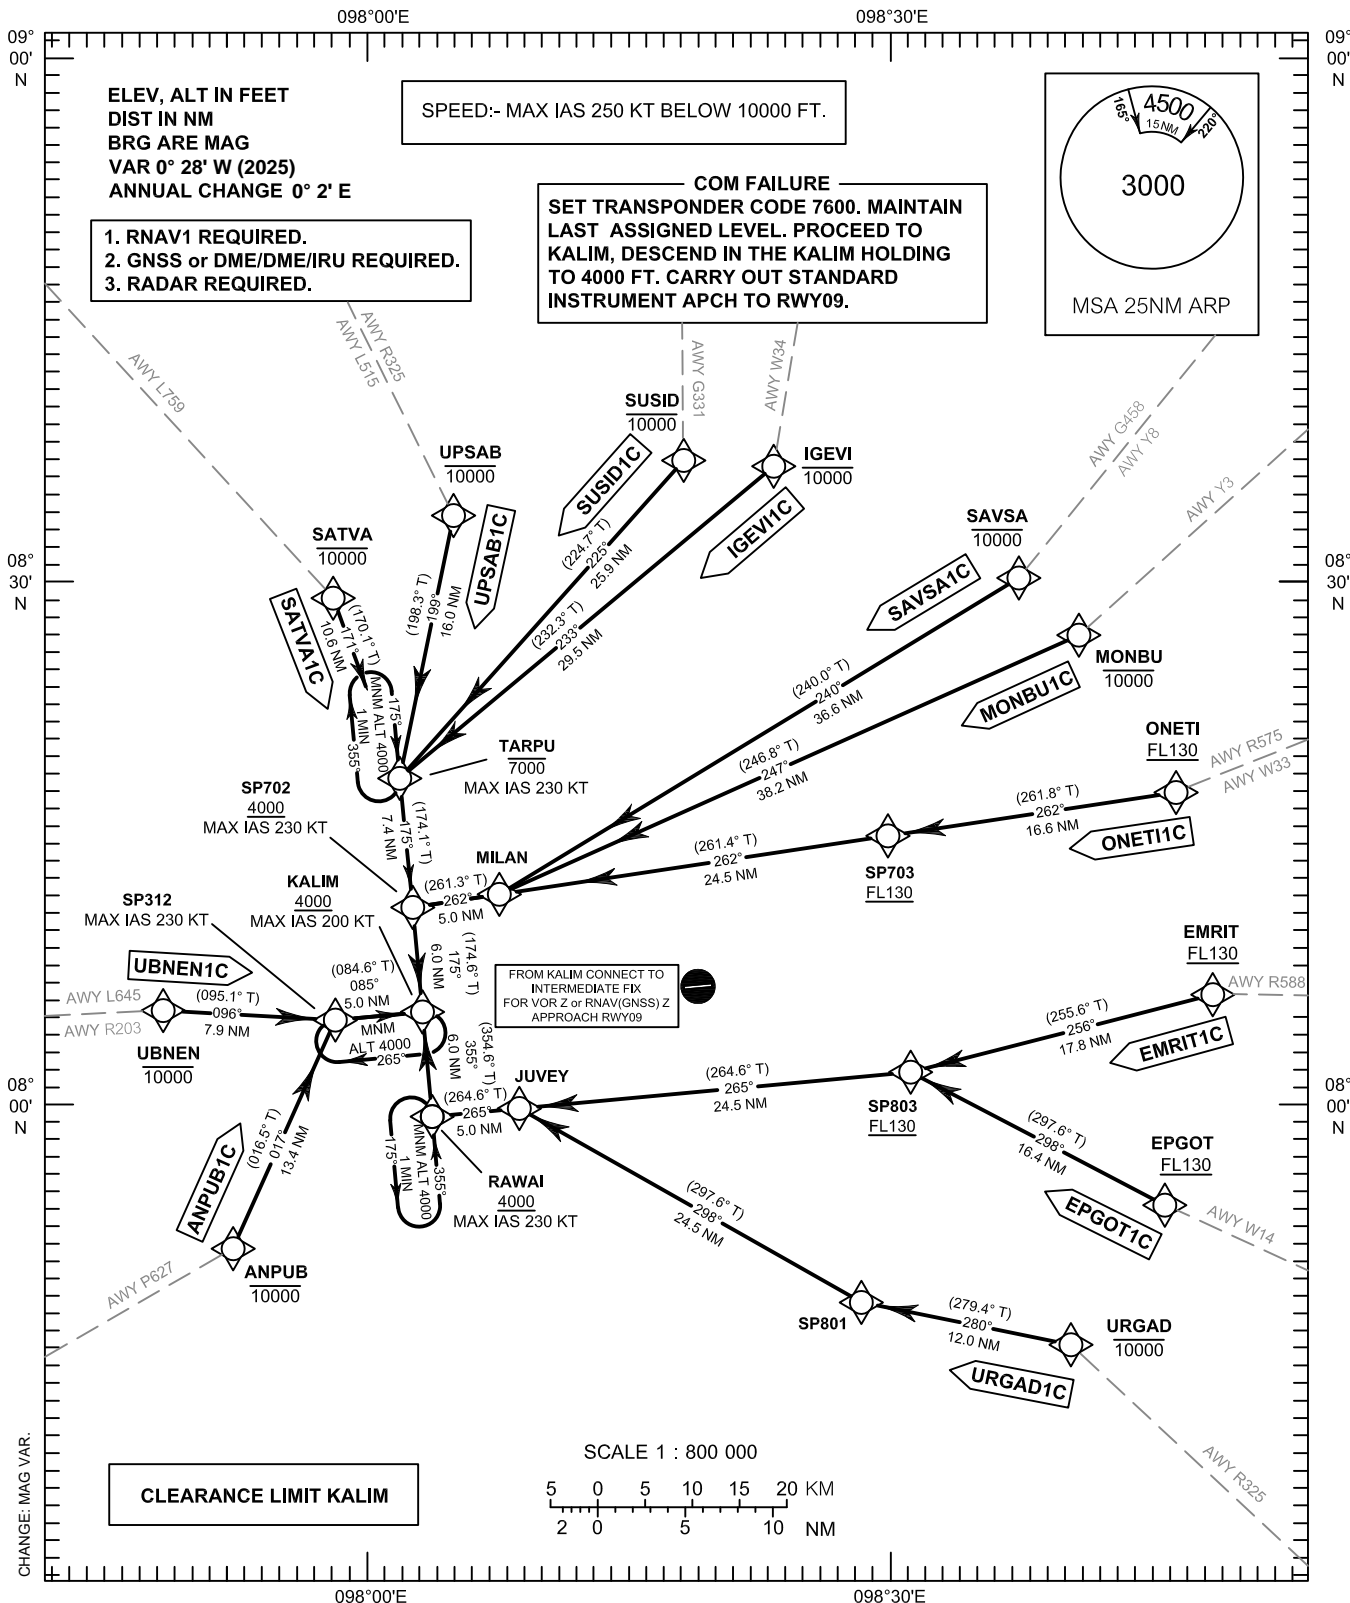 098°00'E
098°30'E
09°
00'
N
09°
00'
N
ELEV, ALT IN FEET
DIST IN NM
BRG ARE MAG
VAR 0° 28' W (2025)
ANNUAL CHANGE 0° 2' E
SPEED:- MAX IAS 250 KT BELOW 10000 FT.
165°
4500
15NM
220°
3000
MSA 25NM ARP
COM FAILURE
SET TRANSPONDER CODE 7600. MAINTAIN
LAST ASSIGNED LEVEL. PROCEED TO
KALIM, DESCEND IN THE KALIM HOLDING
TO 4000 FT. CARRY OUT STANDARD
INSTRUMENT APCH TO RWY09.
1. RNAV1 REQUIRED.
2. GNSS or DME/DME/IRU REQUIRED.
3. RADAR REQUIRED.
AWY L759
AWY R325
AWY L515
AWY G331
AWY W34
AWY G458
AWY Y8
AWY Y3
SUSID
10000
SUSID1C
IGEVI
10000
IGEVI1C
UPSAB
10000
UPSAB1C
SATVA
10000
SATVA1C
SAVSA
10000
SAVSA1C
MONBU
10000
MONBU1C
08°
30'
N
08°
30'
N
(170.1° T)
171°
10.6 NM
(198.3° T)
199°
16.0 NM
(224.7° T)
225°
25.9 NM
(232.3° T)
233°
29.5 NM
(240.0° T)
240°
36.6 NM
(246.8° T)
247°
38.2 NM
175°
MNM ALT 4000
1 MIN
355°
TARPU
7000
MAX IAS 230 KT
ONETI
FL130
AWY R575
AWY W33
(261.8° T)
262°
16.6 NM
ONETI1C
SP703
FL130
(261.4° T)
262°
24.5 NM
SP702
4000
MAX IAS 230 KT
(174.1° T)
175°
7.4 NM
MILAN
(261.3° T)
262°
5.0 NM
KALIM
4000
MAX IAS 200 KT
SP312
MAX IAS 230 KT
(174.6° T)
175°
6.0 NM
UBNEN1C
AWY L645
AWY R203
(095.1° T)
096°
7.9 NM
UBNEN
10000
(084.6° T)
085°
5.0 NM
MNM
ALT 4000
265°
FROM KALIM CONNECT TO
INTERMEDIATE FIX
FOR VOR Z or RNAV(GNSS) Z
APPROACH RWY09
EMRIT
FL130
AWY R588
(255.6° T)
256°
17.8 NM
EMRIT1C
(354.6° T)
355°
6.0 NM
JUVEY
(264.6° T)
265°
5.0 NM
(264.6° T)
265°
24.5 NM
SP803
FL130
08°
00'
N
08°
00'
N
(297.6° T)
298°
16.4 NM
EPGOT
FL130
EPGOT1C
AWY W14
175°
1 MIN
MNM ALT 4000
355°
RAWAI
4000
MAX IAS 230 KT
(016.5° T)
017°
13.4 NM
ANPUB1C
ANPUB
10000
AWY P627
(297.6° T)
298°
24.5 NM
SP801
(279.4° T)
280°
12.0 NM
URGAD
10000
URGAD1C
AWY R325
CHANGE: MAG VAR.
CLEARANCE LIMIT KALIM
SCALE 1 : 800 000
5 0 5 10 15 20 KM
2 0 5 10 NM
098°00'E
098°30'E